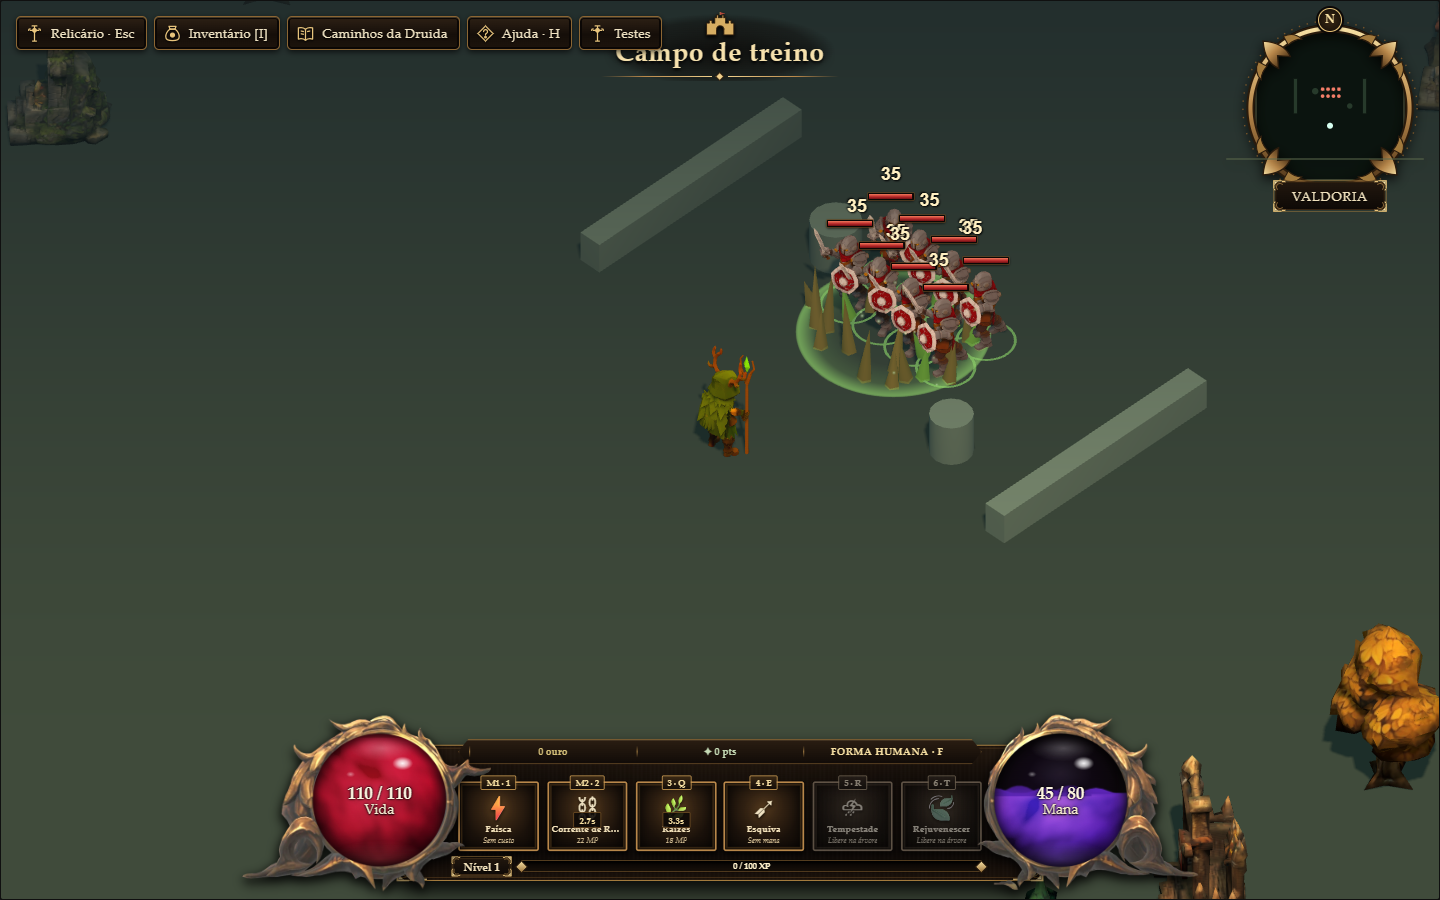 Relicário · Esc
Inventário [I]
Caminhos da Druida
Ajuda · H
Testes
Campo de treino
N
VALDORIA
35
35
35
35
35
35
0 ouro
0 pts
FORMA HUMANA · F
110 / 110
Vida
45 / 80
Mana
M1 · 1
Faísca
Sem custo
M2 · 2
2.7s
Corrente de R...
22 MP
3 · Q
3.3s
Raízes
18 MP
4 · E
Esquiva
Sem mana
5 · R
Tempestade
Libere na árvore
6 · T
Rejuvenescer
Libere na árvore
Nível 1
0 / 100 XP